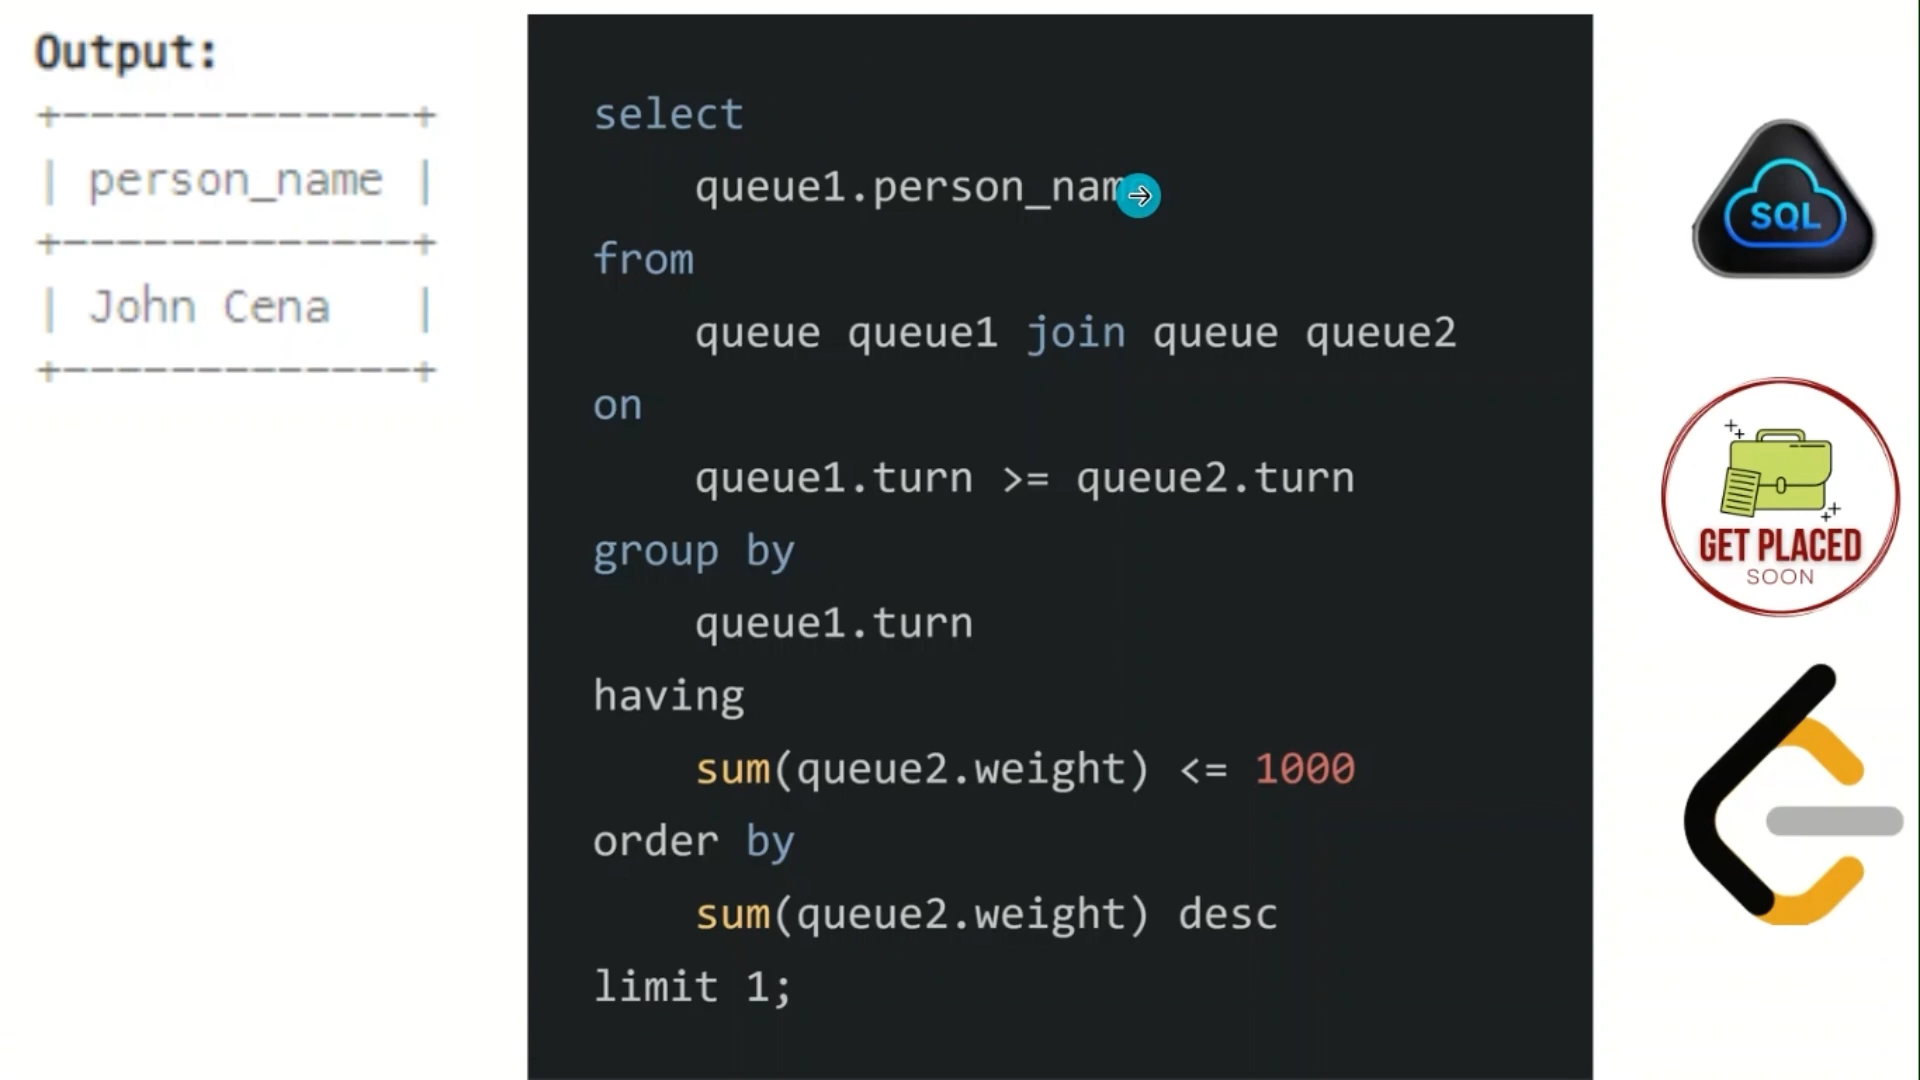 Output:
+--------------+
| person_name |
+--------------+
| John Cena |
+--------------+
select
queue1.person_nam
from
queue queue1 join queue queue2
on
queue1.turn >= queue2.turn
group by
queue1.turn
having
sum(queue2.weight) <= 1000
order by
sum(queue2.weight) desc
limit 1;
SQL
GET PLACED
SOON